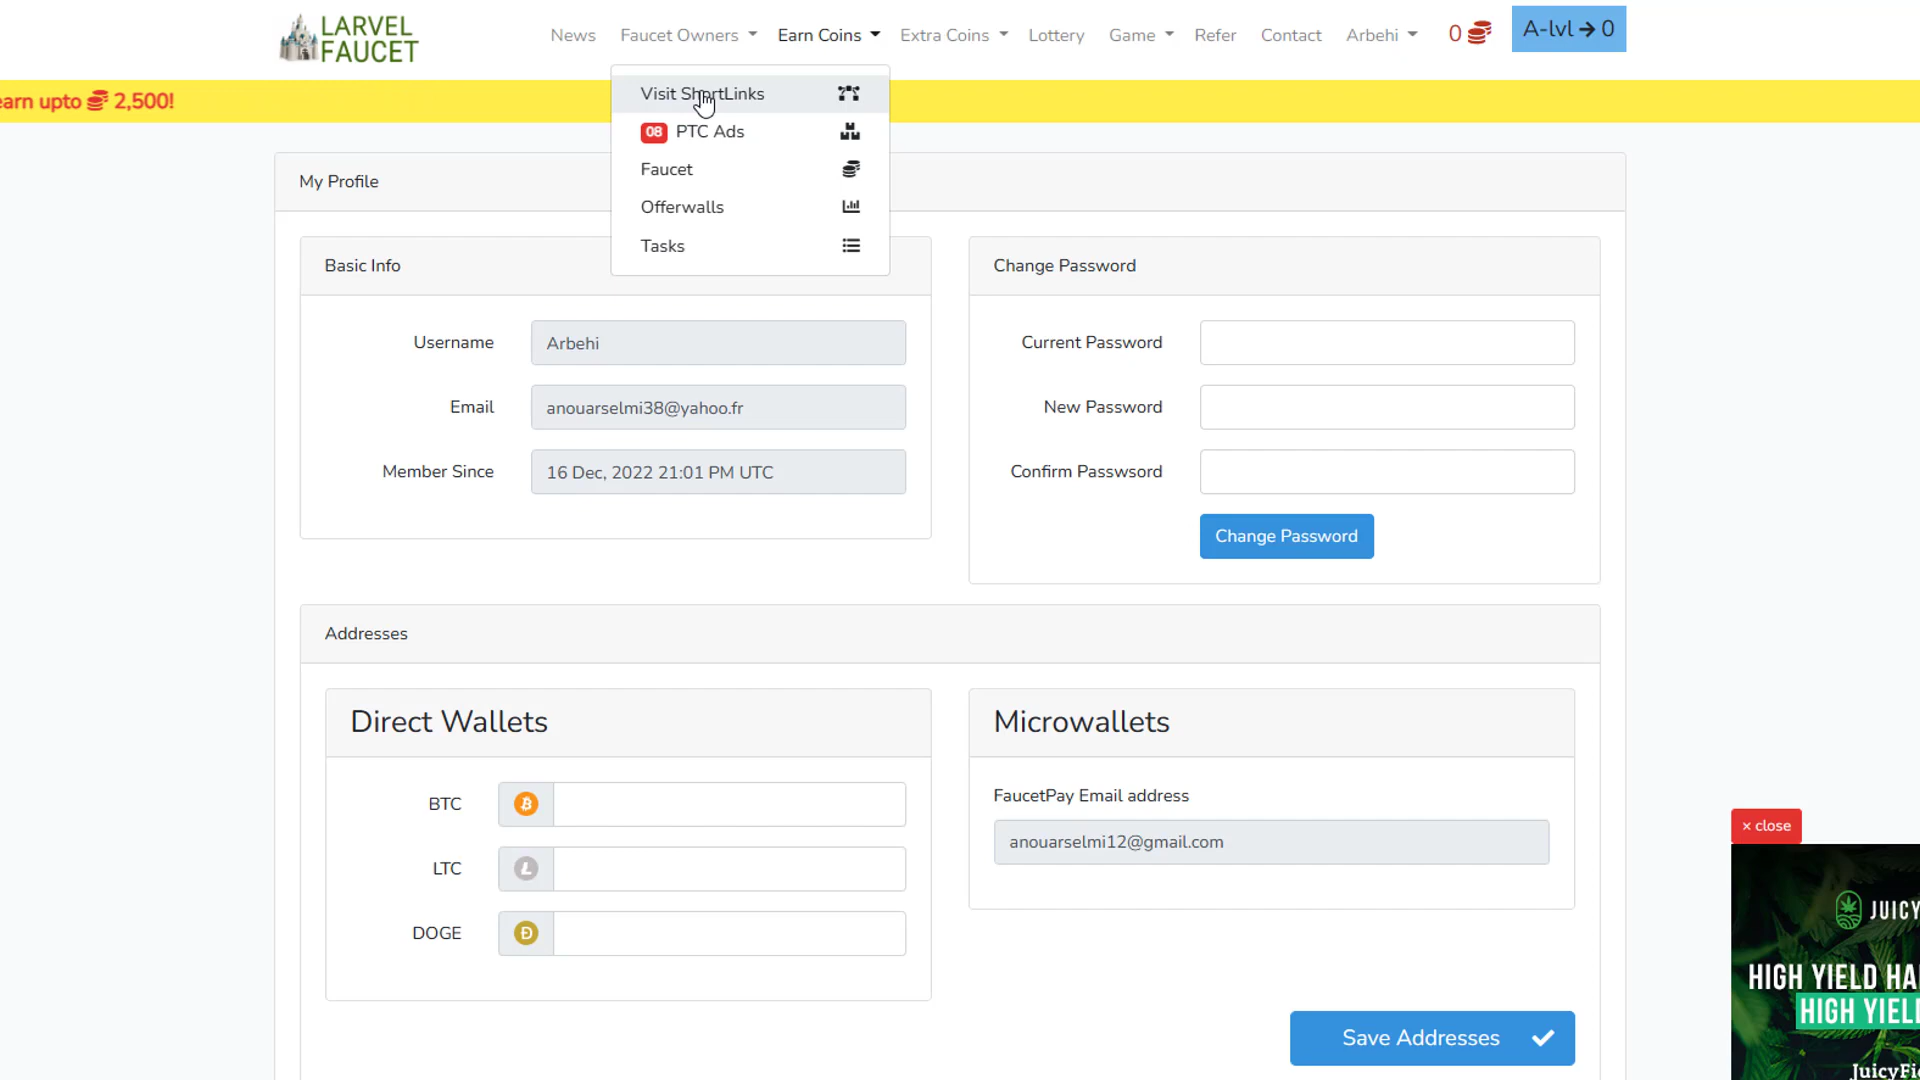 LARVEL
FAUCET
News
Faucet Owners
Earn Coins
Extra Coins
Lottery
Game
Refer
Contact
Arbehi
0
A-lvl → 0
earn upto 2,500!
Visit ShortLinks
08 PTC Ads
Faucet
Offerwalls
Tasks
My Profile
Basic Info
Username
Arbehi
Email
anouarselmi38@yahoo.fr
Member Since
16 Dec, 2022 21:01 PM UTC
Change Password
Current Password
New Password
Confirm Passwsord
Change Password
Addresses
Direct Wallets
BTC
LTC
DOGE
Microwallets
FaucetPay Email address
anouarselmi12@gmail.com
Save Addresses
× close
JUICY
HIGH YIELD HA
HIGH YIEL
JuicyFi